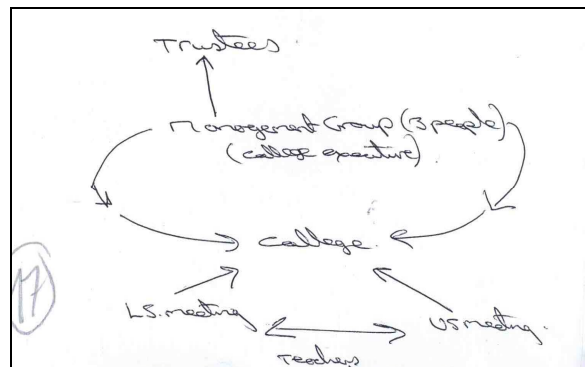 Trustees
Management Group (3 people)
(college executive)
College.
L.S. meeting
US meeting.
Teachers
17